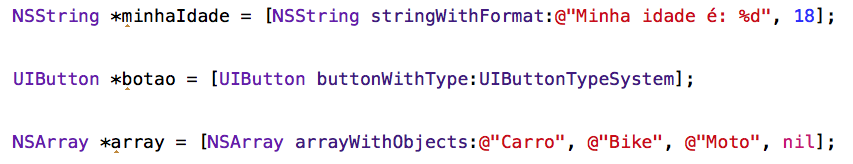 NSString *minhaIdade = [NSString stringWithFormat:@"Minha idade é: %d", 18];
UIButton *botao = [UIButton buttonWithType:UIButtonTypeSystem];
NSArray *array = [NSArray arrayWithObjects:@"Carro", @"Bike", @"Moto", nil];